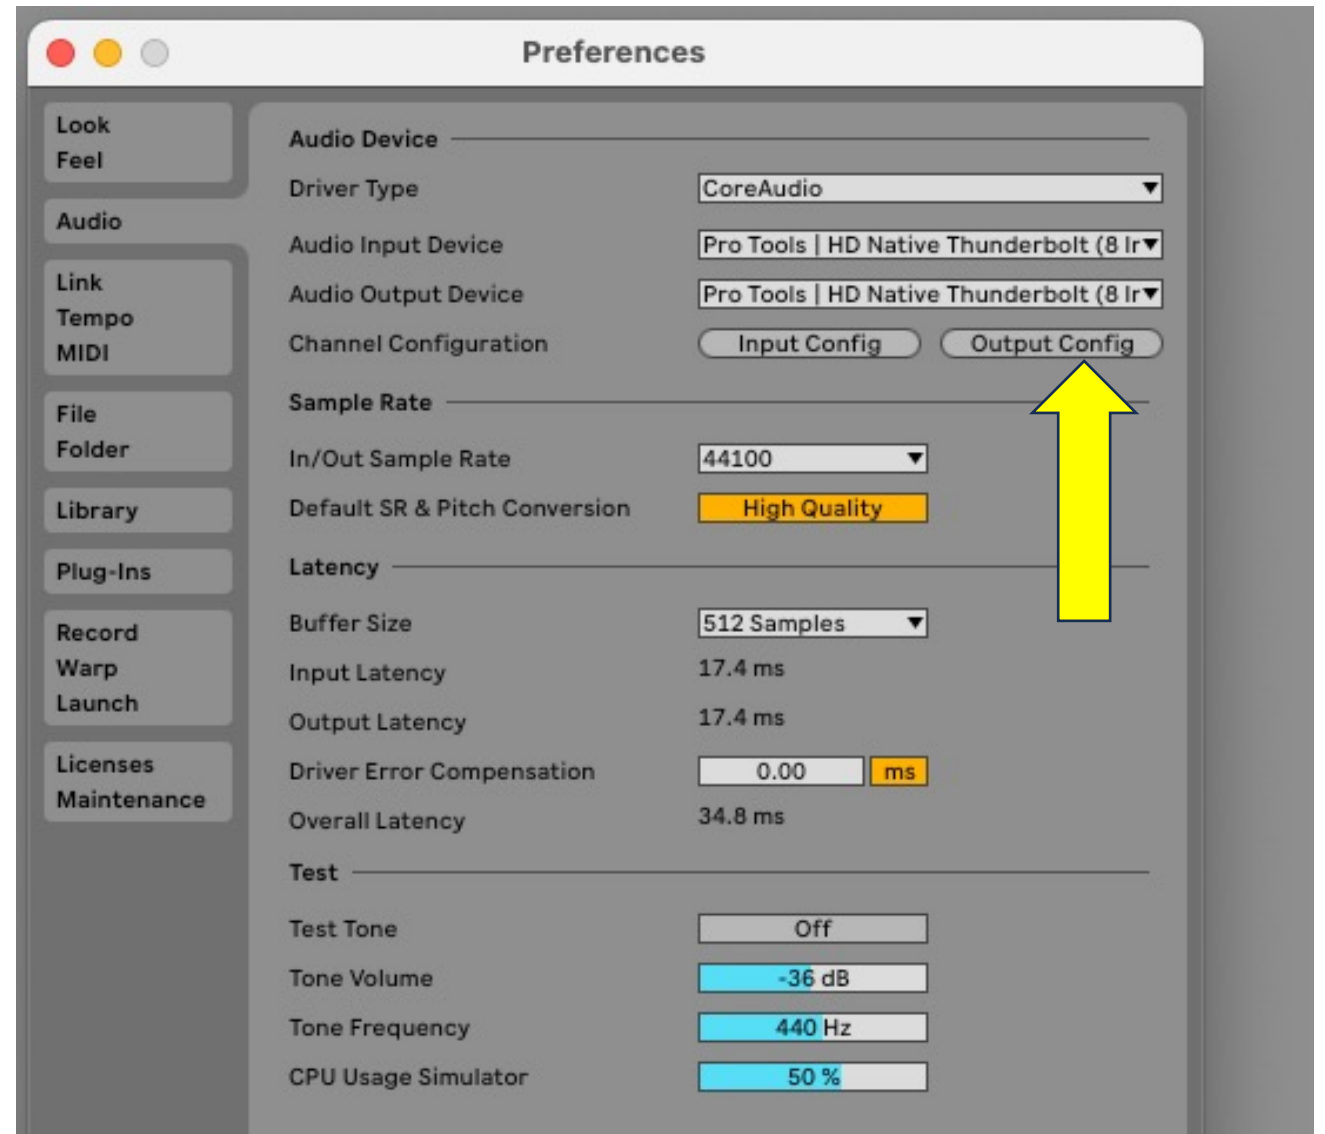 Preferences
Look
Feel
Audio
Link
Tempo
MIDI
File
Folder
Library
Plug-Ins
Record
Warp
Launch
Licenses
Maintenance
Audio Device
Driver Type CoreAudio
Audio Input Device Pro Tools | HD Native Thunderbolt (8 Ir
Audio Output Device Pro Tools | HD Native Thunderbolt (8 Ir
Channel Configuration Input Config Output Config
Sample Rate
In/Out Sample Rate 44100
Default SR & Pitch Conversion High Quality
Latency
Buffer Size 512 Samples
Input Latency 17.4 ms
Output Latency 17.4 ms
Driver Error Compensation 0.00 ms
Overall Latency 34.8 ms
Test
Test Tone Off
Tone Volume -36 dB
Tone Frequency 440 Hz
CPU Usage Simulator 50 %